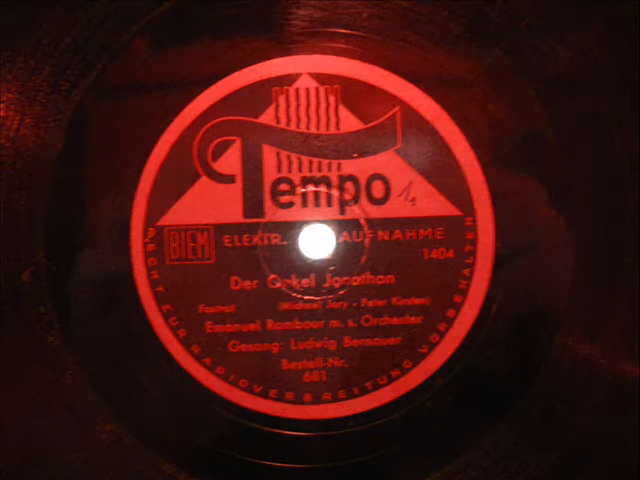 Tempo
BIEM ELEKTR. AUFNAHME
1404
Der Onkel Jonathan
Foxtrot (Michael Jary - Peter Kirsten)
Emanuel Rambour m. s. Orchester
Gesang: Ludwig Bernauer
Bestell-Nr.
681
RECHT ZUR RADIOVERBREITUNG VORBEHALTEN